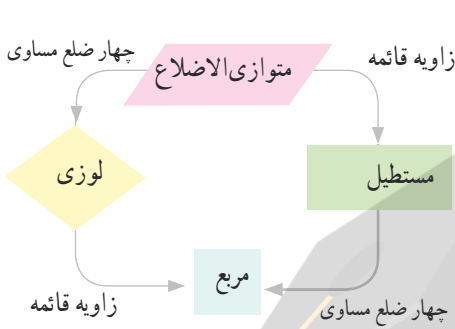 زاویه قائمه
متوازی‌الاضلاع
چهار ضلع مساوی
مستطیل
لوزی
مربع
چهار ضلع مساوی
زاویه قائمه